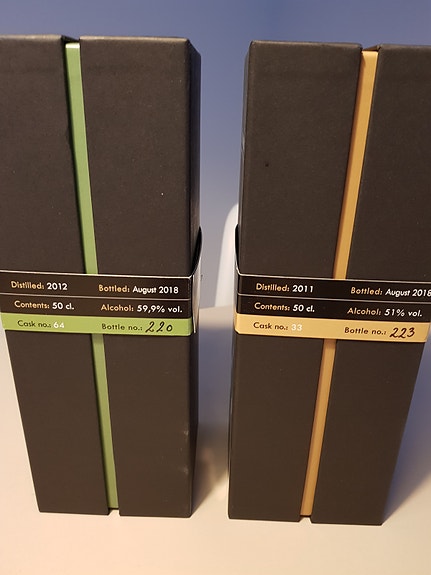 Distilled: 2012 Bottled: August 2018
Contents: 50 cl. Alcohol: 59,9% vol.
Cask no.: 64 Bottle no.: 220
Distilled: 2011 Bottled: August 2018
Contents: 50 cl. Alcohol: 51% vol.
Cask no.: 33 Bottle no.: 223